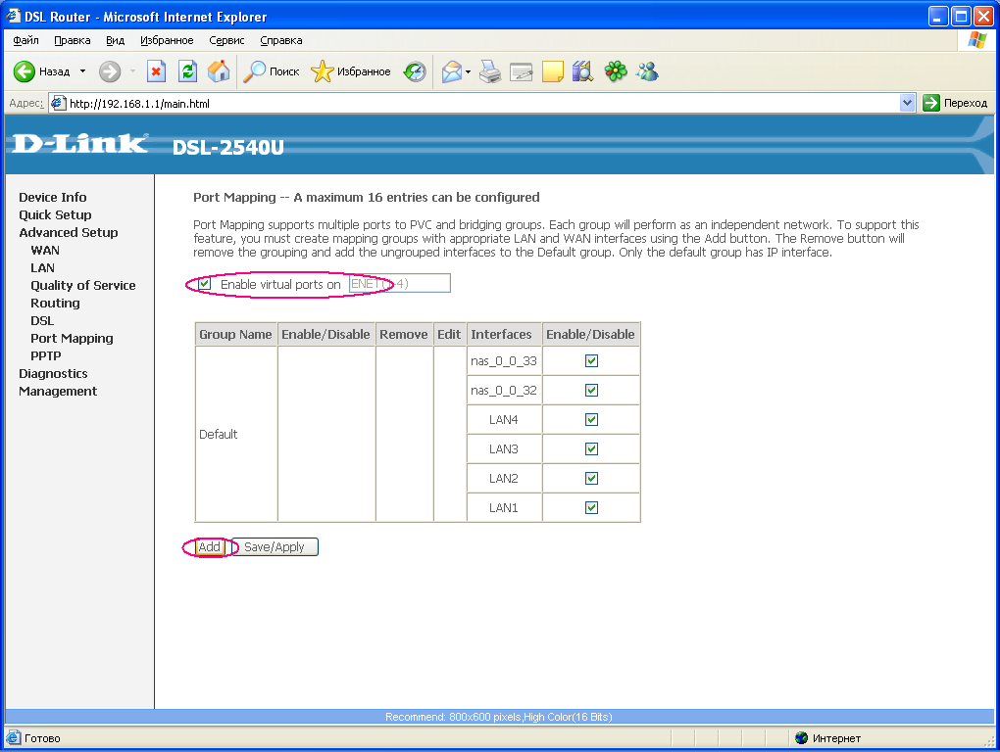 DSL Router - Microsoft Internet Explorer
Файл Правка Вид Избранное Сервис Справка
Назад Поиск Избранное
Адрес: http://192.168.1.1/main.html Переход
D-Link DSL-2540U
Device Info
Quick Setup
Advanced Setup
WAN
LAN
Quality of Service
Routing
DSL
Port Mapping
PPTP
Diagnostics
Management
Port Mapping -- A maximum 16 entries can be configured
Port Mapping supports multiple ports to PVC and bridging groups. Each group will perform as an independent network. To support this
feature, you must create mapping groups with appropriate LAN and WAN interfaces using the Add button. The Remove button will
remove the grouping and add the ungrouped interfaces to the Default group. Only the default group has IP interface.
Enable virtual ports on ENET(1-4)
Group Name Enable/Disable Remove Edit Interfaces Enable/Disable
nas_0_0_33
nas_0_0_32
LAN4
Default
LAN3
LAN2
LAN1
Add Save/Apply
Recommend: 800x600 pixels,High Color(16 Bits)
Готово Интернет